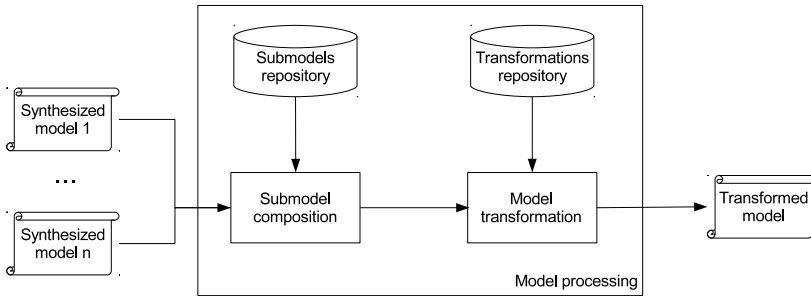 Submodels
repository
Transformations
repository
Synthesized
model 1
...
Synthesized
model n
Submodel
composition
Model
transformation
Transformed
model
Model processing